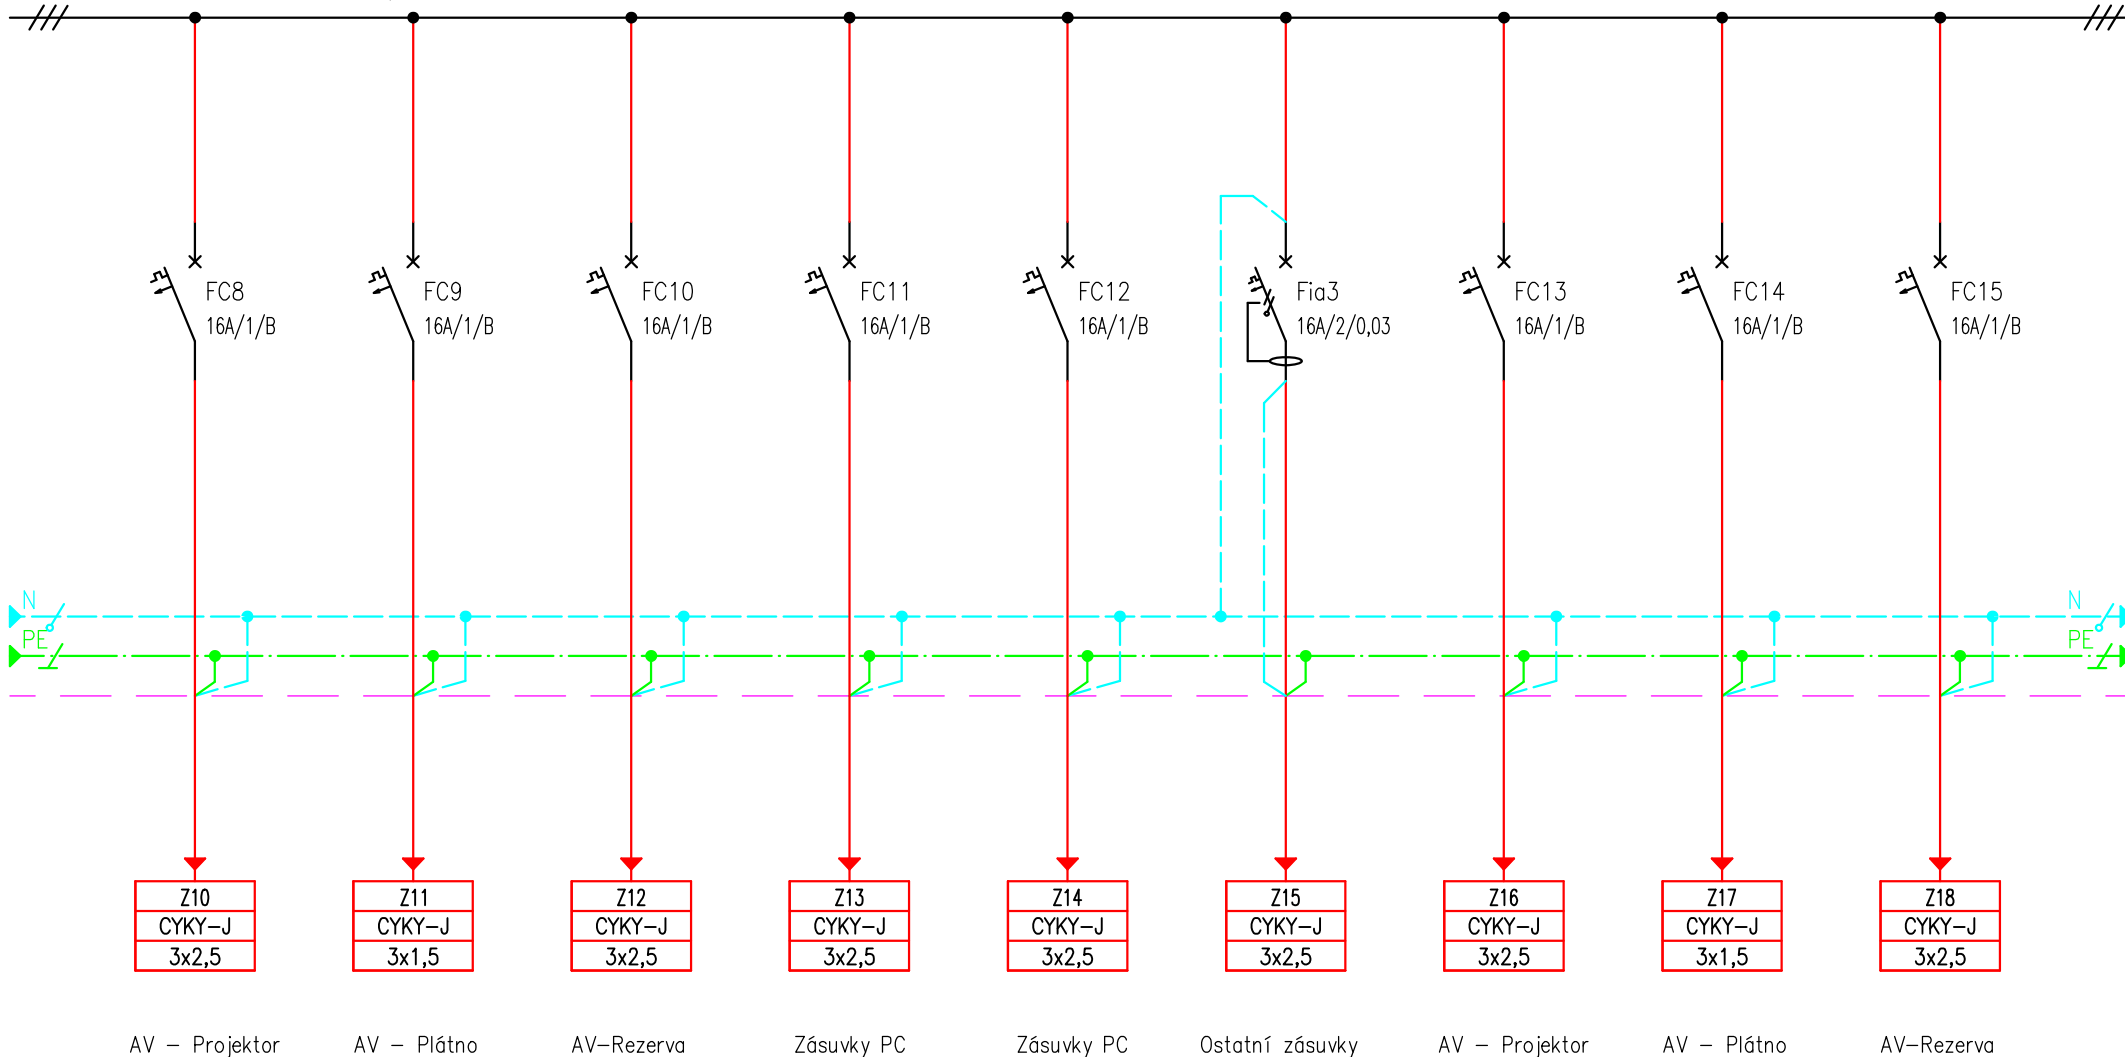 FC8
16A/1/B
FC9
16A/1/B
FC10
16A/1/B
FC11
16A/1/B
FC12
16A/1/B
Fia3
16A/2/0,03
FC13
16A/1/B
FC14
16A/1/B
FC15
16A/1/B
N
PE
N
PE
Z10
CYKY-J
3x2,5
Z11
CYKY-J
3x1,5
Z12
CYKY-J
3x2,5
Z13
CYKY-J
3x2,5
Z14
CYKY-J
3x2,5
Z15
CYKY-J
3x2,5
Z16
CYKY-J
3x2,5
Z17
CYKY-J
3x1,5
Z18
CYKY-J
3x2,5
AV - Projektor
AV - Plátno
AV-Rezerva
Zásuvky PC
Zásuvky PC
Ostatní zásuvky
AV - Projektor
AV - Plátno
AV-Rezerva